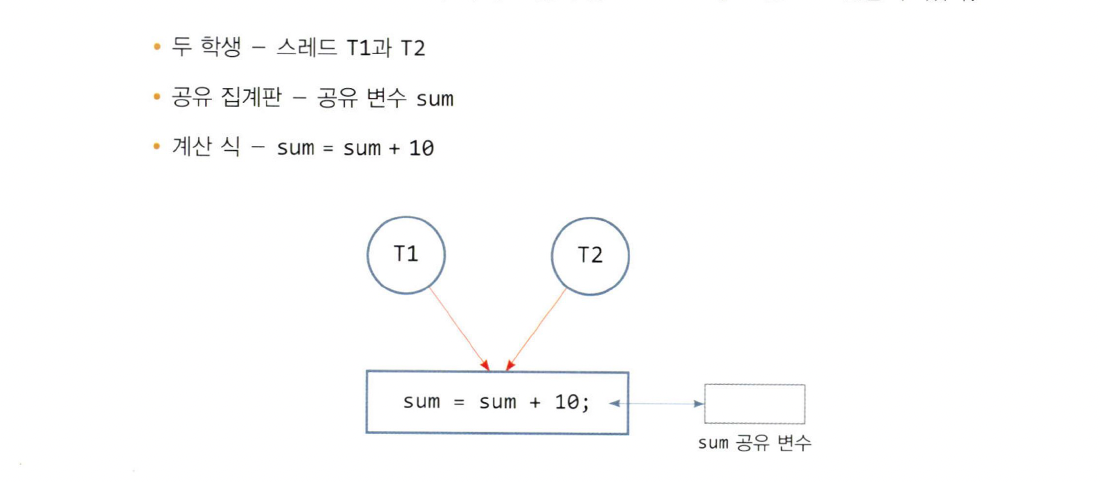 • 두 학생 – 스레드 T1과 T2
• 공유 집계판 – 공유 변수 sum
• 계산 식 – sum = sum + 10
T1
T2
sum = sum + 10;
sum 공유 변수